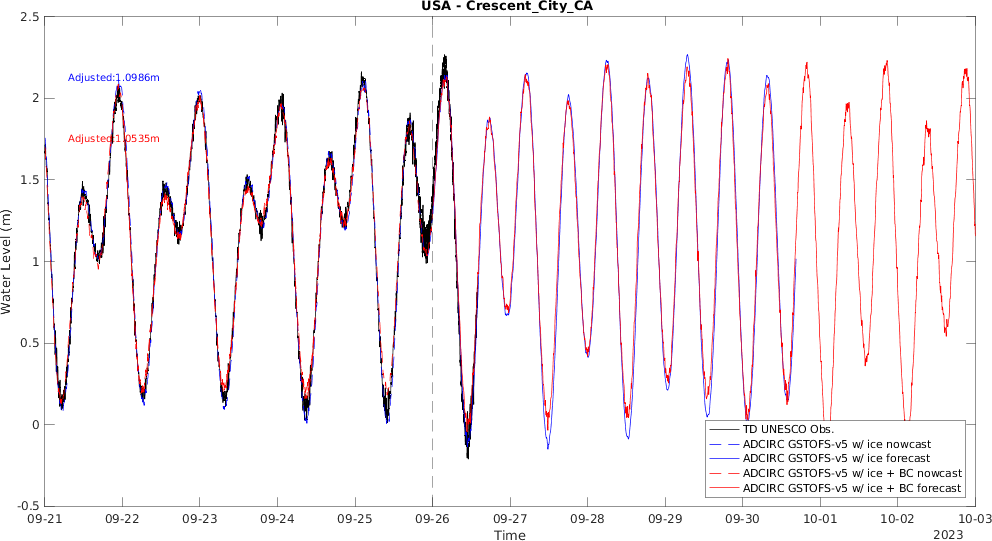 USA - Crescent_City_CA
2.5
2
1.5
1
0.5
0
-0.5
Water Level (m)
Adjusted:1.0986m
Adjusted:1.0535m
TD UNESCO Obs.
ADCIRC GSTOFS-v5 w/ ice nowcast
ADCIRC GSTOFS-v5 w/ ice forecast
ADCIRC GSTOFS-v5 w/ ice + BC nowcast
ADCIRC GSTOFS-v5 w/ ice + BC forecast
09-21 09-22 09-23 09-24 09-25 09-26 09-27 09-28 09-29 09-30 10-01 10-02 10-03
Time
2023